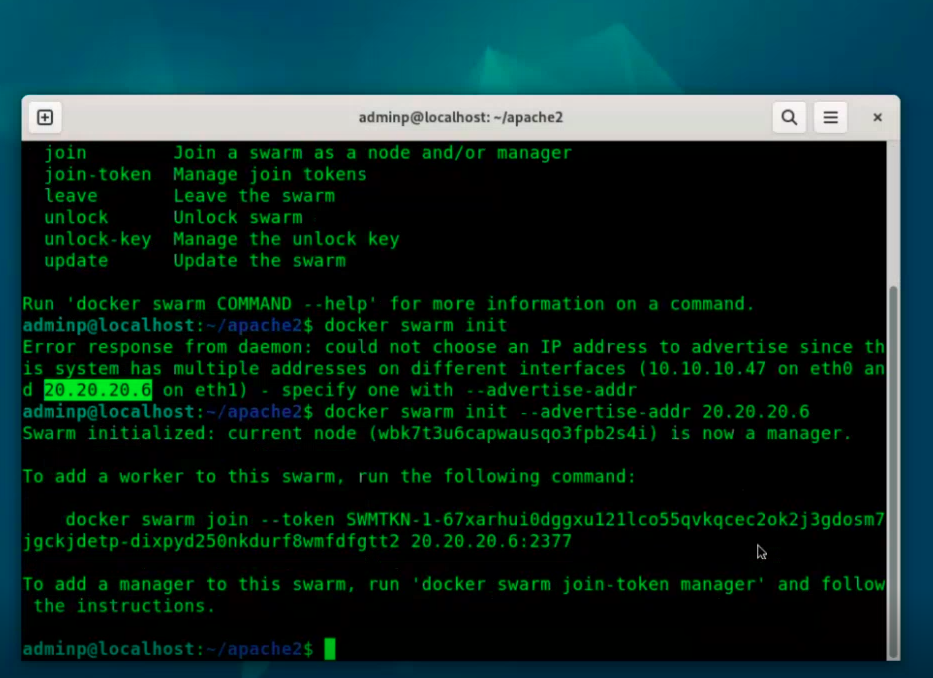 adminp@localhost: ~/apache2
join        Join a swarm as a node and/or manager
join-token  Manage join tokens
leave       Leave the swarm
unlock      Unlock swarm
unlock-key  Manage the unlock key
update      Update the swarm
Run 'docker swarm COMMAND --help' for more information on a command.
adminp@localhost:~/apache2$ docker swarm init
Error response from daemon: could not choose an IP address to advertise since th
is system has multiple addresses on different interfaces (10.10.10.47 on eth0 an
d 20.20.20.6 on eth1) - specify one with --advertise-addr
adminp@localhost:~/apache2$ docker swarm init --advertise-addr 20.20.20.6
Swarm initialized: current node (wbk7t3u6capwausqo3fpb2s4i) is now a manager.
To add a worker to this swarm, run the following command:
docker swarm join --token SWMTKN-1-67xarhui0dggxu121lco55qvkqcec2ok2j3gdosm7
jgckjdetp-dixpyd250nkdurf8wmfdfgtt2 20.20.20.6:2377
To add a manager to this swarm, run 'docker swarm join-token manager' and follow
the instructions.
adminp@localhost:~/apache2$